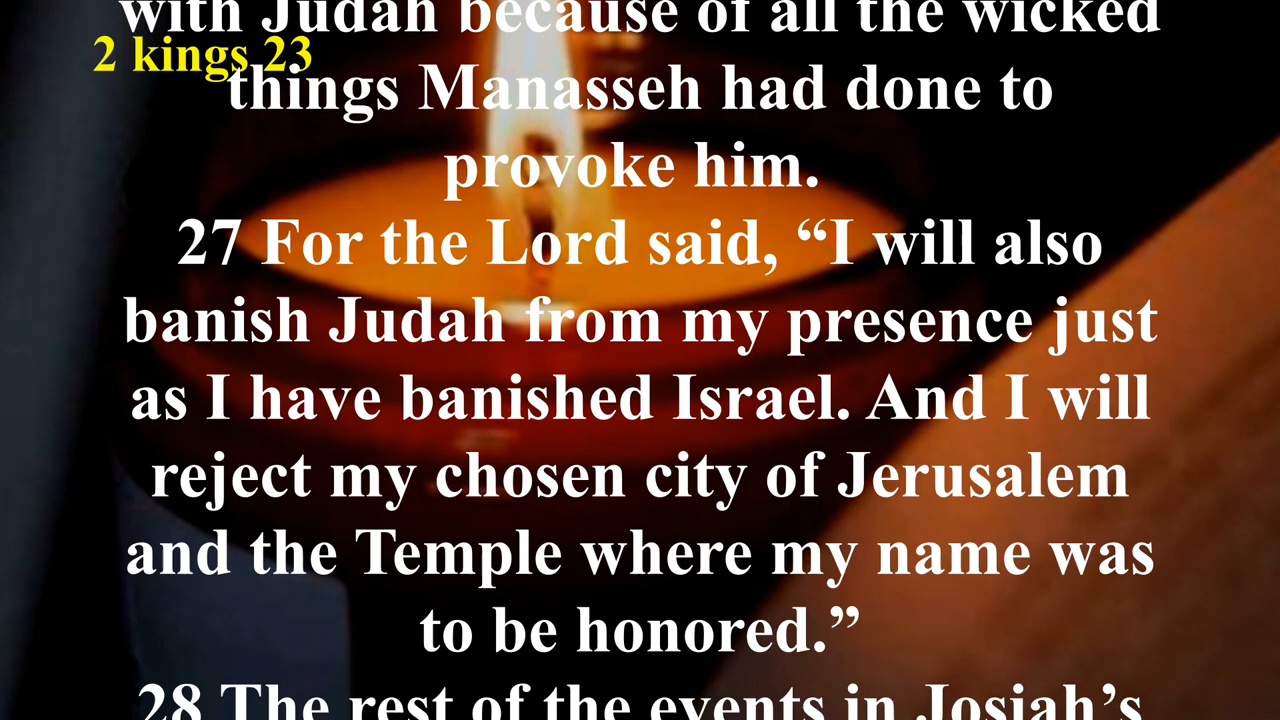 with Judah because of all the wicked
2 kings 23
things Manasseh had done to
provoke him.
27 For the Lord said, “I will also
banish Judah from my presence just
as I have banished Israel. And I will
reject my chosen city of Jerusalem
and the Temple where my name was
to be honored.”
28 The rest of the events in Josiah’s